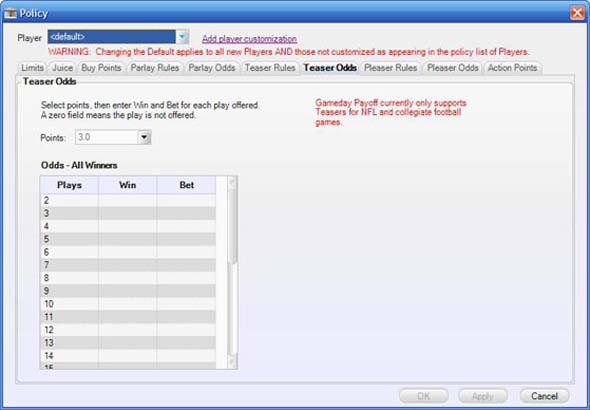 Policy
Player <default> Add player customization
WARNING: Changing the Default applies to all new Players AND those not customized as appearing in the policy list of Players.
Limits Juice Buy Points Parlay Rules Parlay Odds Teaser Rules Teaser Odds Pleaser Rules Pleaser Odds Action Points
Teaser Odds
Select points, then enter Win and Bet for each play offered.
A zero field means the play is not offered.
Gameday Payoff currently only supports
Teasers for NFL and collegiate football
games.
Points: 3.0
Odds - All Winners
Plays Win Bet
2
3
4
5
6
7
8
9
10
11
12
13
14
15
OK Apply Cancel